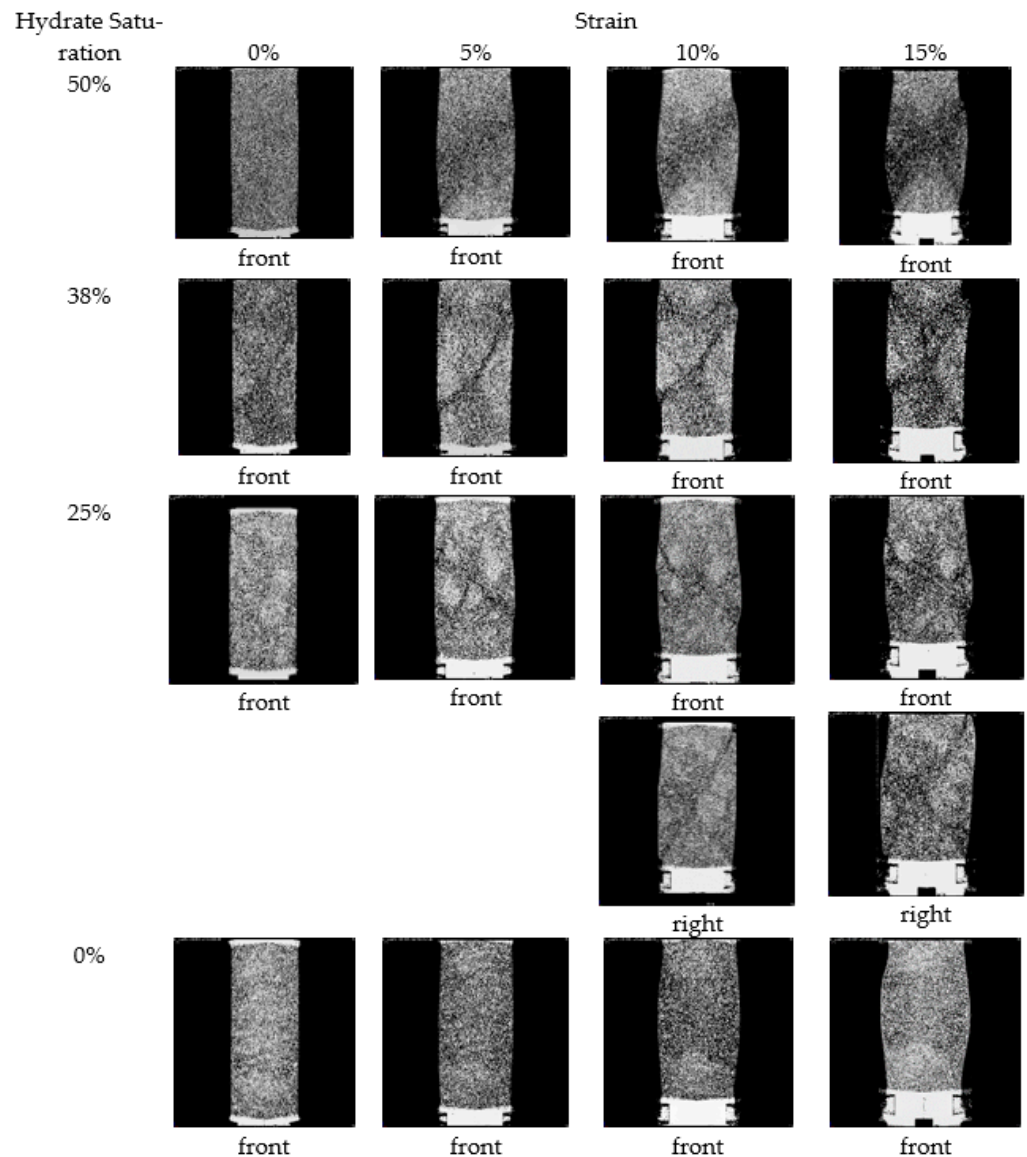 Hydrate Satu-
ration
Strain
0% 5% 10% 15%
50%
front front front front
38%
front front front front
25%
front front front front
right right
0%
front front front front